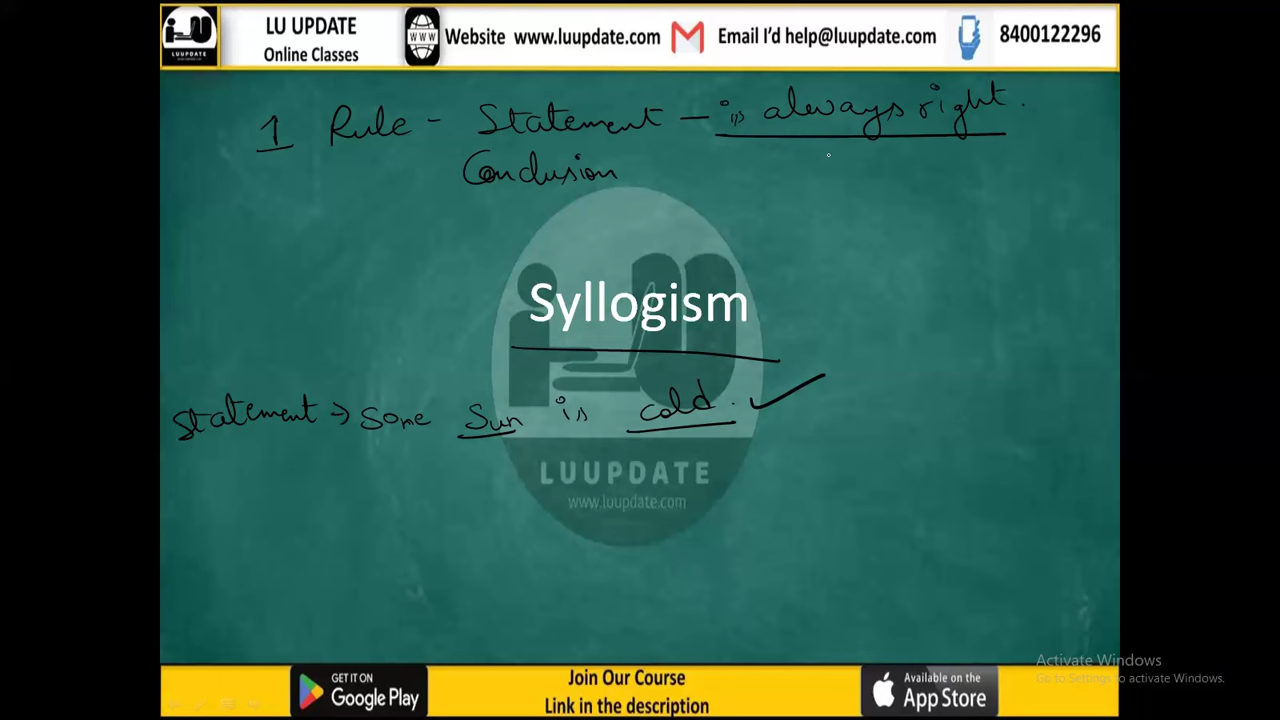 LU UPDATE
Online Classes
WWW
Website www.luupdate.com
Email I'd help@luupdate.com
8400122296
LUUPDATE
1 Rule - Statement - is always right.
Conclusion
Syllogism
Statement → Some Sun is cold. ✓
LUUPDATE
www.luupdate.com
Activate Windows
Go to Settings to activate Windows.
GET IT ON
Google Play
Join Our Course
Link in the description
Available on the
App Store